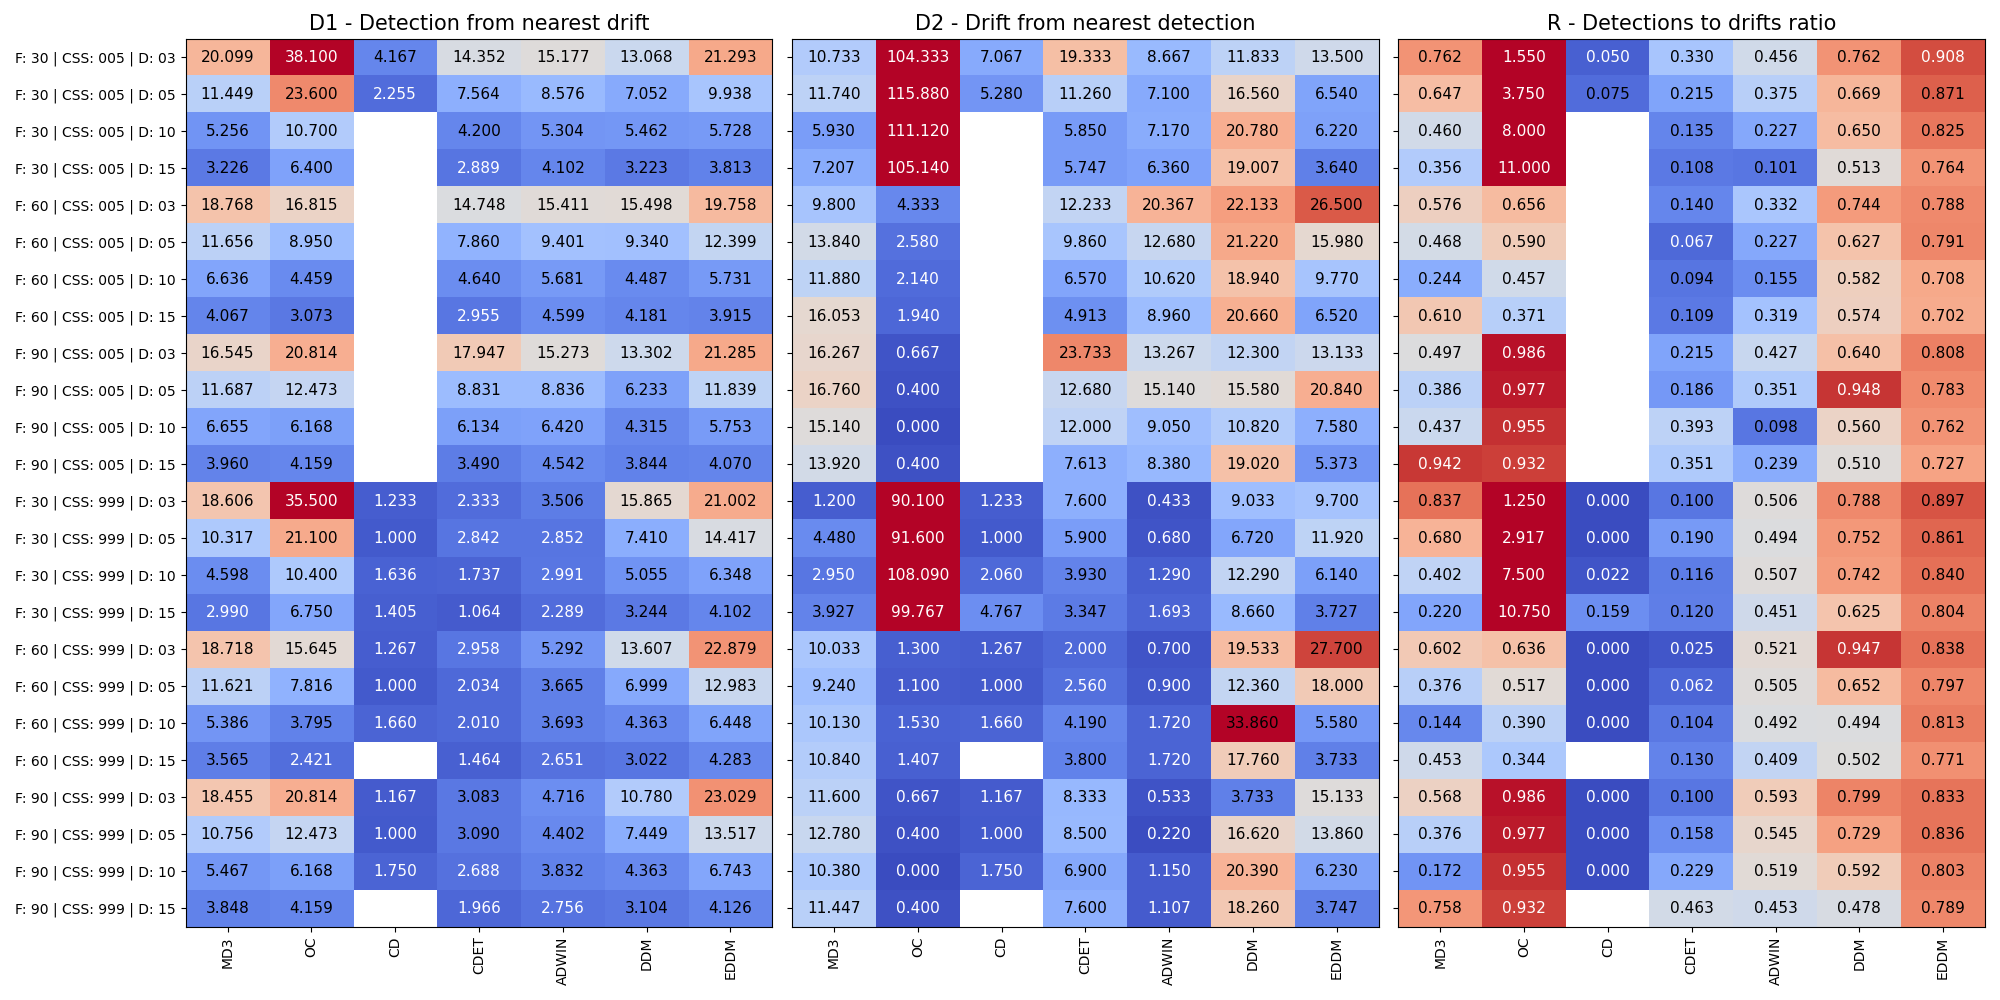 D1 - Detection from nearest drift D2 - Drift from nearest detection R - Detections to drifts ratio
F: 30 | CSS: 005 | D: 03 20.099 38.100 4.167 14.352 15.177 13.068 21.293 10.733 104.333 7.067 19.333 8.667 11.833 13.500 0.762 1.550 0.050 0.330 0.456 0.762 0.908
F: 30 | CSS: 005 | D: 05 11.449 23.600 2.255 7.564 8.576 7.052 9.938 11.740 115.880 5.280 11.260 7.100 16.560 6.540 0.647 3.750 0.075 0.215 0.375 0.669 0.871
F: 30 | CSS: 005 | D: 10 5.256 10.700 4.200 5.304 5.462 5.728 5.930 111.120 5.850 7.170 20.780 6.220 0.460 8.000 0.135 0.227 0.650 0.825
F: 30 | CSS: 005 | D: 15 3.226 6.400 2.889 4.102 3.223 3.813 7.207 105.140 5.747 6.360 19.007 3.640 0.356 11.000 0.108 0.101 0.513 0.764
F: 60 | CSS: 005 | D: 03 18.768 16.815 14.748 15.411 15.498 19.758 9.800 4.333 12.233 20.367 22.133 26.500 0.576 0.656 0.140 0.332 0.744 0.788
F: 60 | CSS: 005 | D: 05 11.656 8.950 7.860 9.401 9.340 12.399 13.840 2.580 9.860 12.680 21.220 15.980 0.468 0.590 0.067 0.227 0.627 0.791
F: 60 | CSS: 005 | D: 10 6.636 4.459 4.640 5.681 4.487 5.731 11.880 2.140 6.570 10.620 18.940 9.770 0.244 0.457 0.094 0.155 0.582 0.708
F: 60 | CSS: 005 | D: 15 4.067 3.073 2.955 4.599 4.181 3.915 16.053 1.940 4.913 8.960 20.660 6.520 0.610 0.371 0.109 0.319 0.574 0.702
F: 90 | CSS: 005 | D: 03 16.545 20.814 17.947 15.273 13.302 21.285 16.267 0.667 23.733 13.267 12.300 13.133 0.497 0.986 0.215 0.427 0.640 0.808
F: 90 | CSS: 005 | D: 05 11.687 12.473 8.831 8.836 6.233 11.839 16.760 0.400 12.680 15.140 15.580 20.840 0.386 0.977 0.186 0.351 0.948 0.783
F: 90 | CSS: 005 | D: 10 6.655 6.168 6.134 6.420 4.315 5.753 15.140 0.000 12.000 9.050 10.820 7.580 0.437 0.955 0.393 0.098 0.560 0.762
F: 90 | CSS: 005 | D: 15 3.960 4.159 3.490 4.542 3.844 4.070 13.920 0.400 7.613 8.380 19.020 5.373 0.942 0.932 0.351 0.239 0.510 0.727
F: 30 | CSS: 999 | D: 03 18.606 35.500 1.233 2.333 3.506 15.865 21.002 1.200 90.100 1.233 7.600 0.433 9.033 9.700 0.837 1.250 0.000 0.100 0.506 0.788 0.897
F: 30 | CSS: 999 | D: 05 10.317 21.100 1.000 2.842 2.852 7.410 14.417 4.480 91.600 1.000 5.900 0.680 6.720 11.920 0.680 2.917 0.000 0.190 0.494 0.752 0.861
F: 30 | CSS: 999 | D: 10 4.598 10.400 1.636 1.737 2.991 5.055 6.348 2.950 108.090 2.060 3.930 1.290 12.290 6.140 0.402 7.500 0.022 0.116 0.507 0.742 0.840
F: 30 | CSS: 999 | D: 15 2.990 6.750 1.405 1.064 2.289 3.244 4.102 3.927 99.767 4.767 3.347 1.693 8.660 3.727 0.220 10.750 0.159 0.120 0.451 0.625 0.804
F: 60 | CSS: 999 | D: 03 18.718 15.645 1.267 2.958 5.292 13.607 22.879 10.033 1.300 1.267 2.000 0.700 19.533 27.700 0.602 0.636 0.000 0.025 0.521 0.947 0.838
F: 60 | CSS: 999 | D: 05 11.621 7.816 1.000 2.034 3.665 6.999 12.983 9.240 1.100 1.000 2.560 0.900 12.360 18.000 0.376 0.517 0.000 0.062 0.505 0.652 0.797
F: 60 | CSS: 999 | D: 10 5.386 3.795 1.660 2.010 3.693 4.363 6.448 10.130 1.530 1.660 4.190 1.720 33.860 5.580 0.144 0.390 0.000 0.104 0.492 0.494 0.813
F: 60 | CSS: 999 | D: 15 3.565 2.421 1.464 2.651 3.022 4.283 10.840 1.407 3.800 1.720 17.760 3.733 0.453 0.344 0.130 0.409 0.502 0.771
F: 90 | CSS: 999 | D: 03 18.455 20.814 1.167 3.083 4.716 10.780 23.029 11.600 0.667 1.167 8.333 0.533 3.733 15.133 0.568 0.986 0.000 0.100 0.593 0.799 0.833
F: 90 | CSS: 999 | D: 05 10.756 12.473 1.000 3.090 4.402 7.449 13.517 12.780 0.400 1.000 8.500 0.220 16.620 13.860 0.376 0.977 0.000 0.158 0.545 0.729 0.836
F: 90 | CSS: 999 | D: 10 5.467 6.168 1.750 2.688 3.832 4.363 6.743 10.380 0.000 1.750 6.900 1.150 20.390 6.230 0.172 0.955 0.000 0.229 0.519 0.592 0.803
F: 90 | CSS: 999 | D: 15 3.848 4.159 1.966 2.756 3.104 4.126 11.447 0.400 7.600 1.107 18.260 3.747 0.758 0.932 0.463 0.453 0.478 0.789
MD3 OC CD CDET ADWIN DDM EDDM MD3 OC CD CDET ADWIN DDM EDDM MD3 OC CD CDET ADWIN DDM EDDM